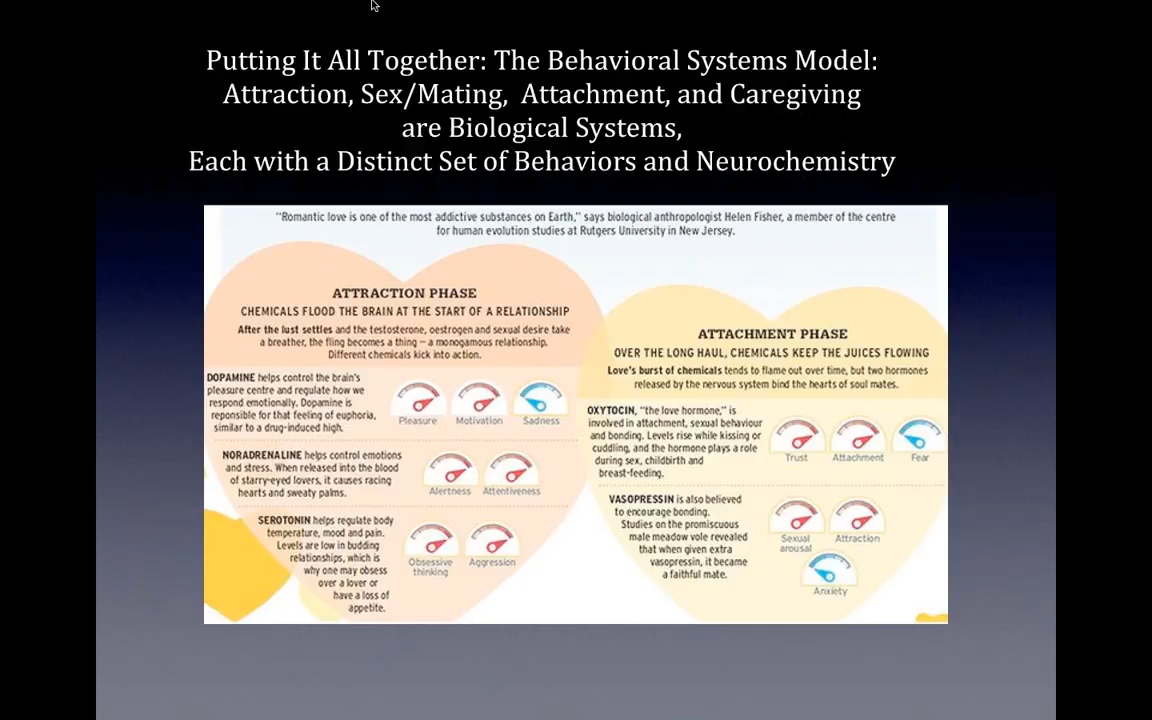 Putting It All Together: The Behavioral Systems Model:
Attraction, Sex/Mating,  Attachment, and Caregiving
are Biological Systems,
Each with a Distinct Set of Behaviors and Neurochemistry
"Romantic love is one of the most addictive substances on Earth," says biological anthropologist Helen Fisher, a member of the centre
for human evolution studies at Rutgers University in New Jersey.
ATTRACTION PHASE
CHEMICALS FLOOD THE BRAIN AT THE START OF A RELATIONSHIP
After the lust settles and the testosterone, oestrogen and sexual desire take
a breather, the fling becomes a thing – a monogamous relationship.
Different chemicals kick into action.
DOPAMINE helps control the brain's
pleasure centre and regulate how we
respond emotionally. Dopamine is
reponsible for that feeling of euphoria,
similar to a drug-induced high.
Pleasure
Motivation
Sadness
NORADRENALINE helps control emotions
and stress. When released into the blood
of starry-eyed lovers, it causes racing
hearts and sweaty palms.
Alertness
Attentiveness
SEROTONIN helps regulate body
temperature, mood and pain.
Levels are low in budding
relationships, which is
why one may obsess
over a lover or
have a loss of
appetite.
Obsessive
thinking
Aggression
ATTACHMENT PHASE
OVER THE LONG HAUL, CHEMICALS KEEP THE JUICES FLOWING
Love's burst of chemicals tends to flame out over time, but two hormones
released by the nervous system bind the hearts of soul mates.
OXYTOCIN, "the love hormone," is
involved in attachment, sexual behaviour
and bonding. Levels rise while kissing or
cuddling, and the hormone plays a role
during sex, childbirth and
breast-feeding.
Trust
Attachment
Fear
VASOPRESSIN is also believed
to encourage bonding.
Studies on the promiscuous
male meadow vole revealed
that when given extra
vasopressin, it became
a faithful mate.
Sexual
arousal
Attraction
Anxiety